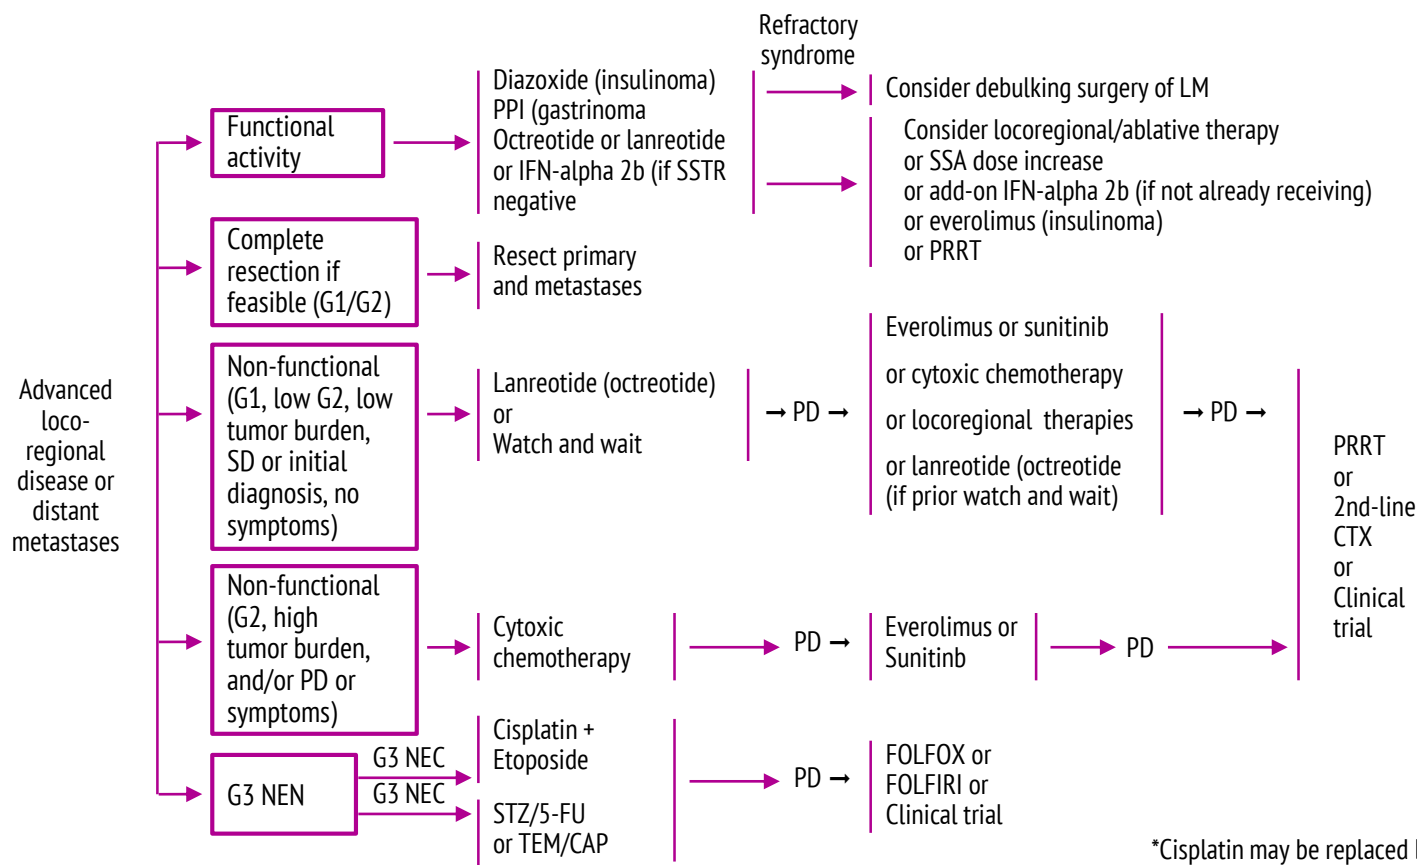 Refractory
syndrome
Advanced
loco-
regional
disease or
distant
metastases
Functional
activity
Diazoxide (insulinoma)
PPI (gastrinoma
Octreotide or lanreotide
or IFN-alpha 2b (if SSTR
negative
Consider debulking surgery of LM
Consider locoregional/ablative therapy
or SSA dose increase
or add-on IFN-alpha 2b (if not already receiving)
or everolimus (insulinoma)
or PRRT
Complete
resection if
feasible (G1/G2)
Resect primary
and metastases
Non-functional
(G1, low G2, low
tumor burden,
SD or initial
diagnosis, no
symptoms)
Lanreotide (octreotide)
or
Watch and wait
→ PD →
Everolimus or sunitinib
or cytoxic chemotherapy
or locoregional therapies
or lanreotide (octreotide
(if prior watch and wait)
→ PD →
PRRT
or
2nd-line
CTX
or
Clinical
trial
Non-functional
(G2, high
tumor burden,
and/or PD or
symptoms)
Cytoxic
chemotherapy
PD →
Everolimus or
Sunitinb
PD
G3 NEN
G3 NEC
G3 NEC
Cisplatin +
Etoposide
STZ/5-FU
or TEM/CAP
PD →
FOLFOX or
FOLFIRI or
Clinical trial
*Cisplatin may be replaced